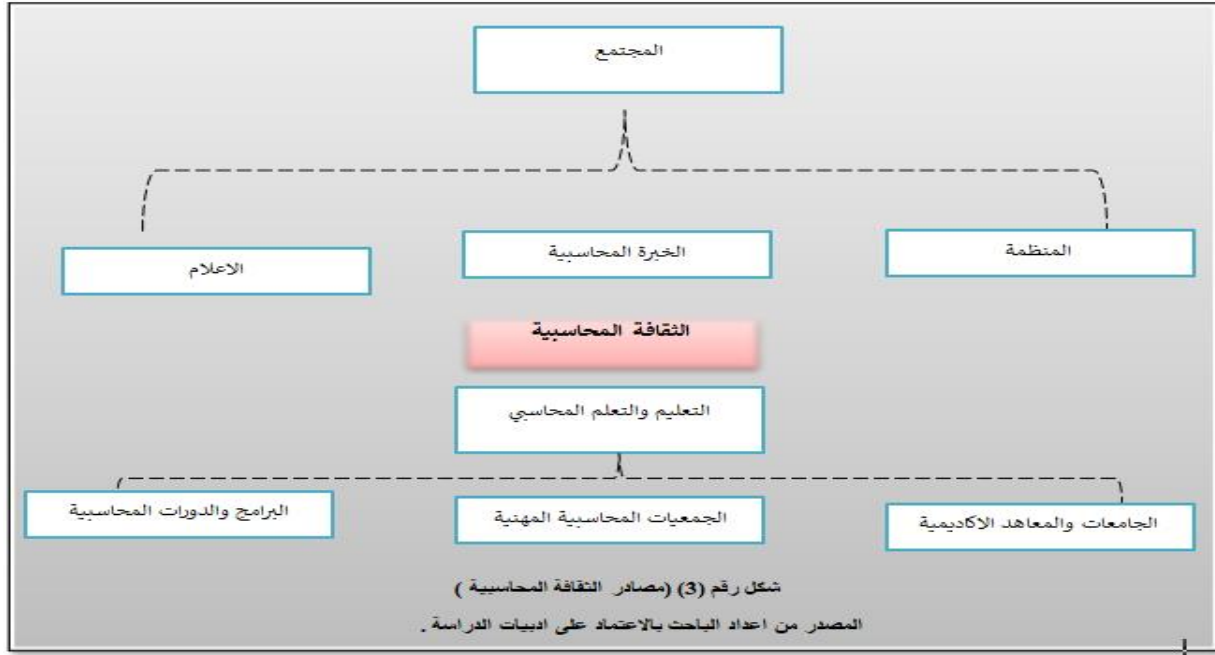 المجتمع
المنظمة
الخبرة المحاسبية
الاعلام
الثقافة المحاسبية
التعليم والتعلم المحاسبي
الجامعات والمعاهد الاكاديمية
الجمعيات المحاسبية المهنية
البرامج والدورات المحاسبية
شكل رقم (3) (مصادر الثقافة المحاسبية )
المصدر من اعداد الباحث بالاعتماد على ادبيات الدراسة .